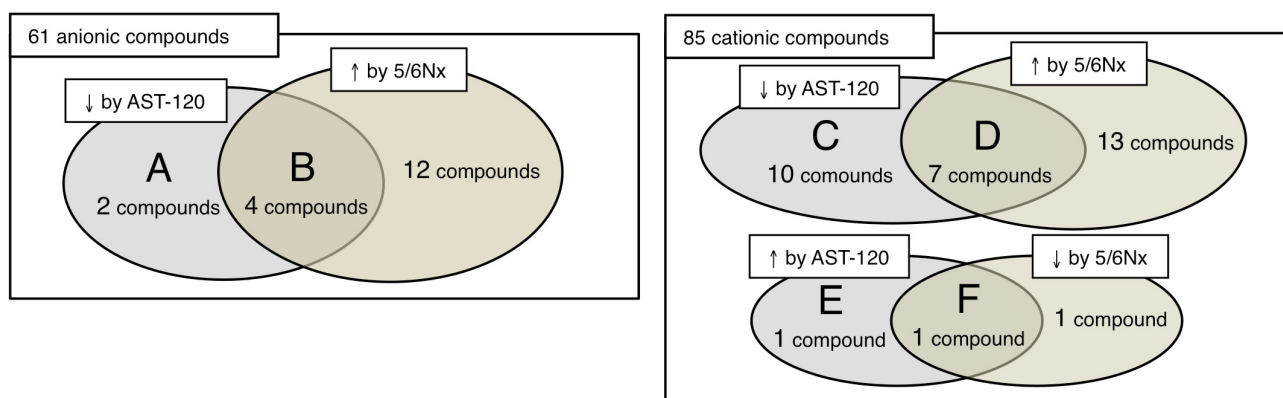 61 anionic compounds
↑ by 5/6Nx
↓ by AST-120
A
2 compounds
B
4 compounds
12 compounds
85 cationic compounds
↑ by 5/6Nx
↓ by AST-120
C
10 comounds
D
7 compounds
13 compounds
↑ by AST-120
↓ by 5/6Nx
E
1 compound
F
1 compound
1 compound